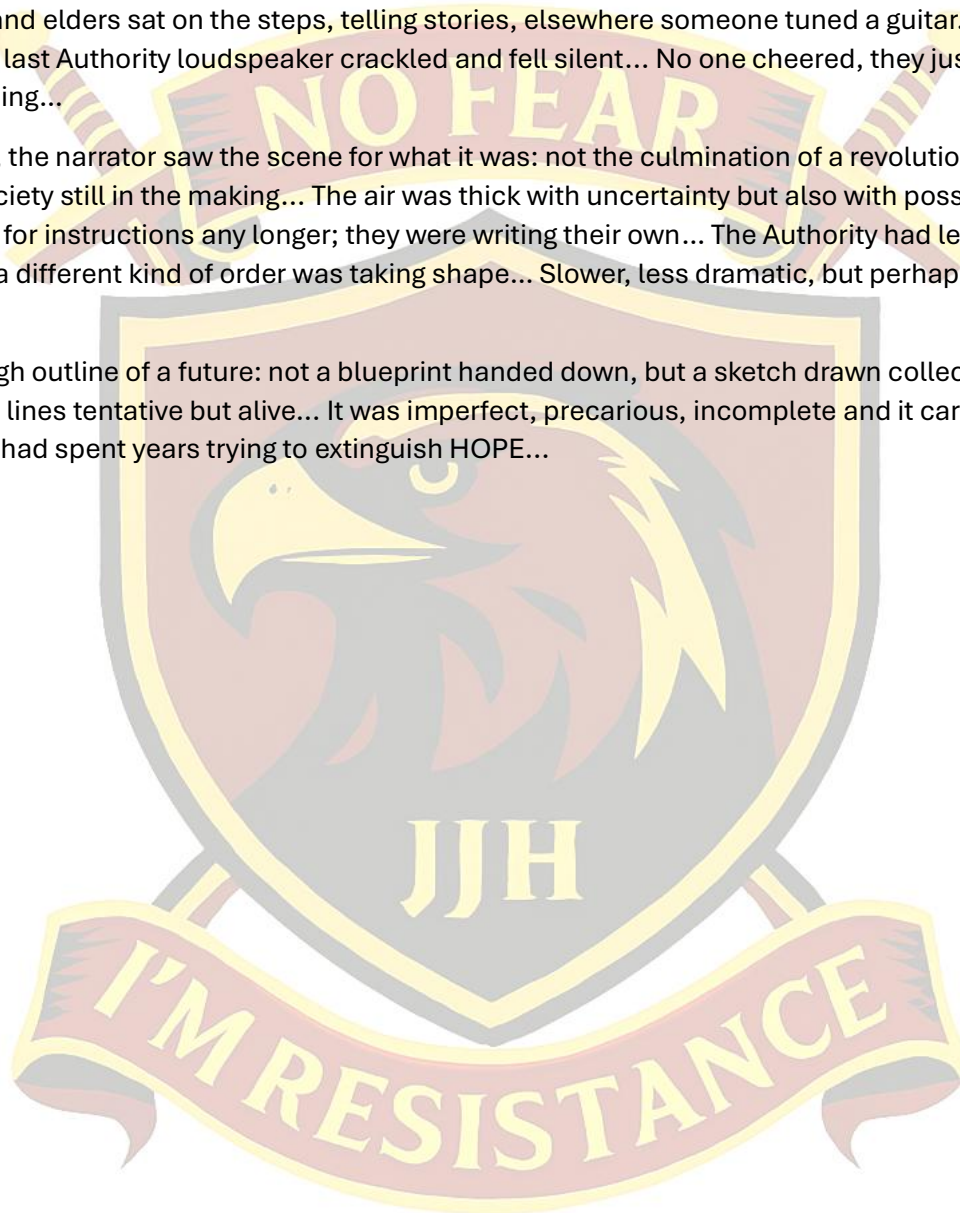 and elders sat on the steps, telling stories, elsewhere someone tuned a guitar.
last Authority loudspeaker crackled and fell silent... No one cheered, they jus
ing...
the narrator saw the scene for what it was: not the culmination of a revolutio
ciety still in the making... The air was thick with uncertainty but also with poss
for instructions any longer; they were writing their own... The Authority had le
a different kind of order was taking shape... Slower, less dramatic, but perhap
gh outline of a future: not a blueprint handed down, but a sketch drawn collec
lines tentative but alive... It was imperfect, precarious, incomplete and it car
had spent years trying to extinguish HOPE...
NO FEAR
JJH
I'M RESISTANCE